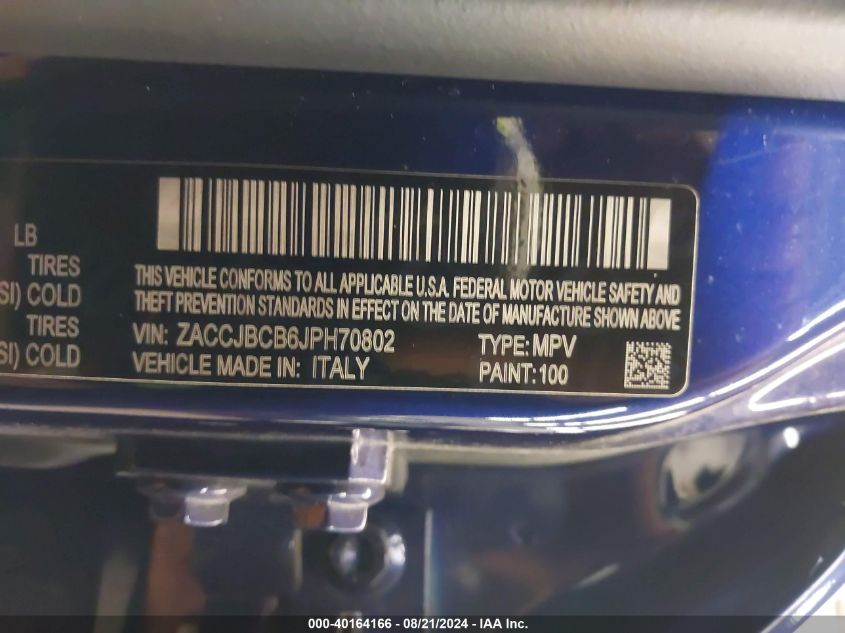 LB
TIRES
SI) COLD
TIRES
SI) COLD
THIS VEHICLE CONFORMS TO ALL APPLICABLE U.S.A. FEDERAL MOTOR VEHICLE SAFETY AND
THEFT PREVENTION STANDARDS IN EFFECT ON THE DATE OF MANUFACTURE SHOWN ABOVE
VIN: ZACCJBCB6JPH70802 TYPE: MPV
VEHICLE MADE IN: ITALY PAINT: 100
000-40164166 - 08/21/2024 - IAA Inc.